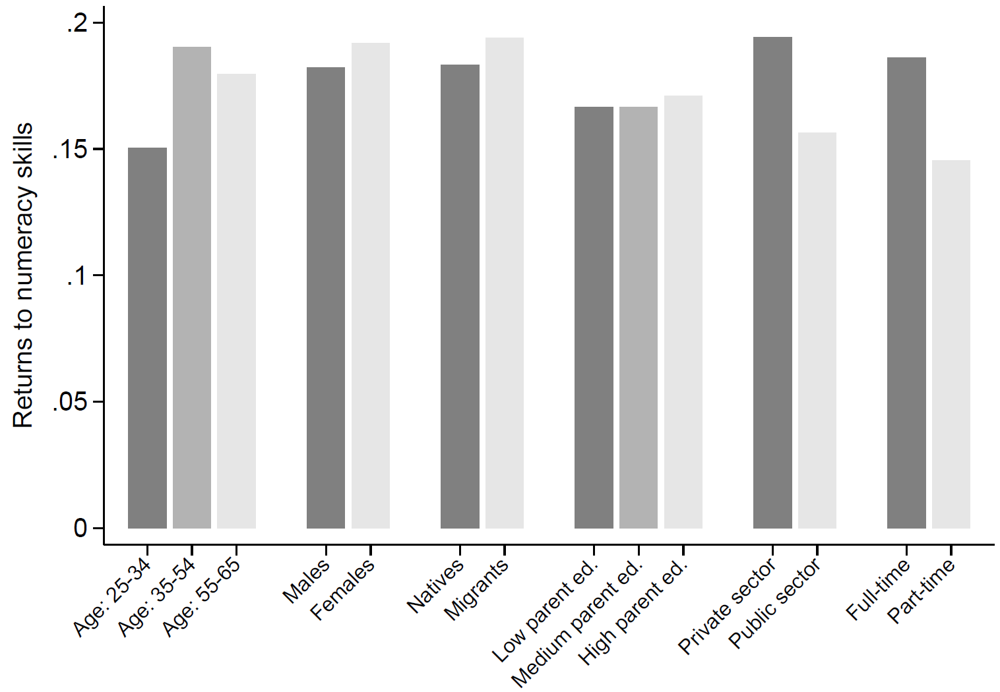 Returns to numeracy skills
.2
.15
.1
.05
0
Age: 25-34
Age: 35-54
Age: 55-65
Males
Females
Natives
Migrants
Low parent ed.
Medium parent ed.
High parent ed.
Private sector
Public sector
Full-time
Part-time